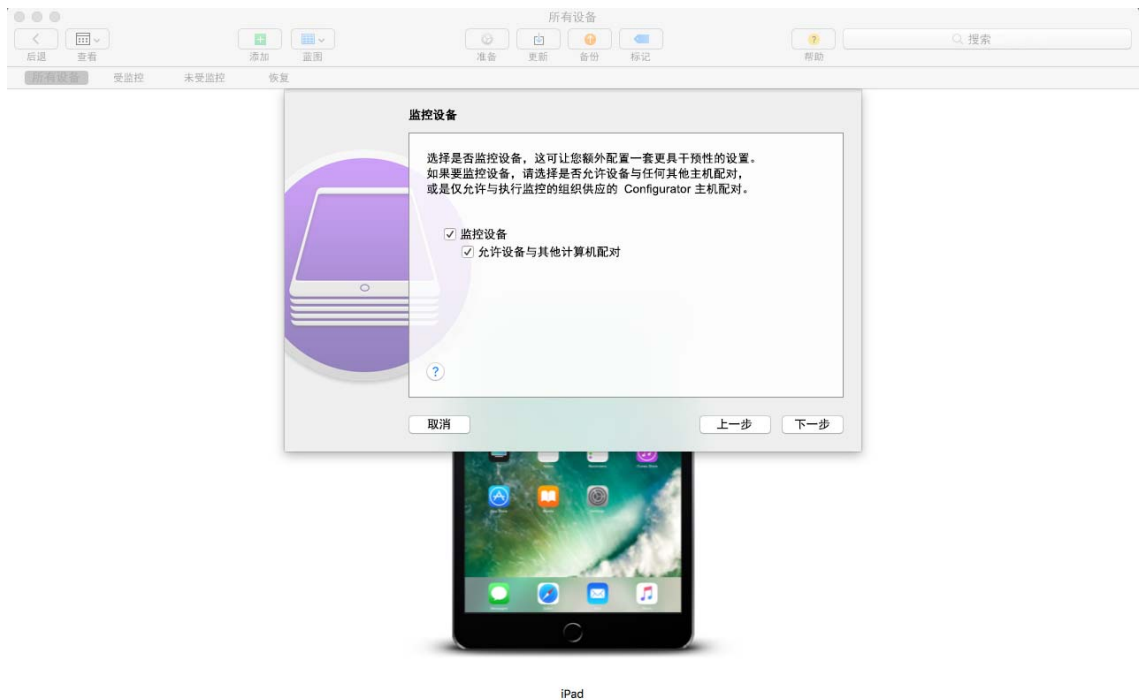 所有设备
后退
查看
添加
蓝图
准备
更新
备份
标记
帮助
搜索
所有设备 受监控 未受监控 恢复
监控设备
选择是否监控设备，这可让您额外配置一套更具干预性的设置。
如果要监控设备，请选择是否允许设备与任何其他主机配对，
或是仅允许与执行监控的组织供应的 Configurator 主机配对。
监控设备
允许设备与其他计算机配对
?
取消
上一步
下一步
iPad